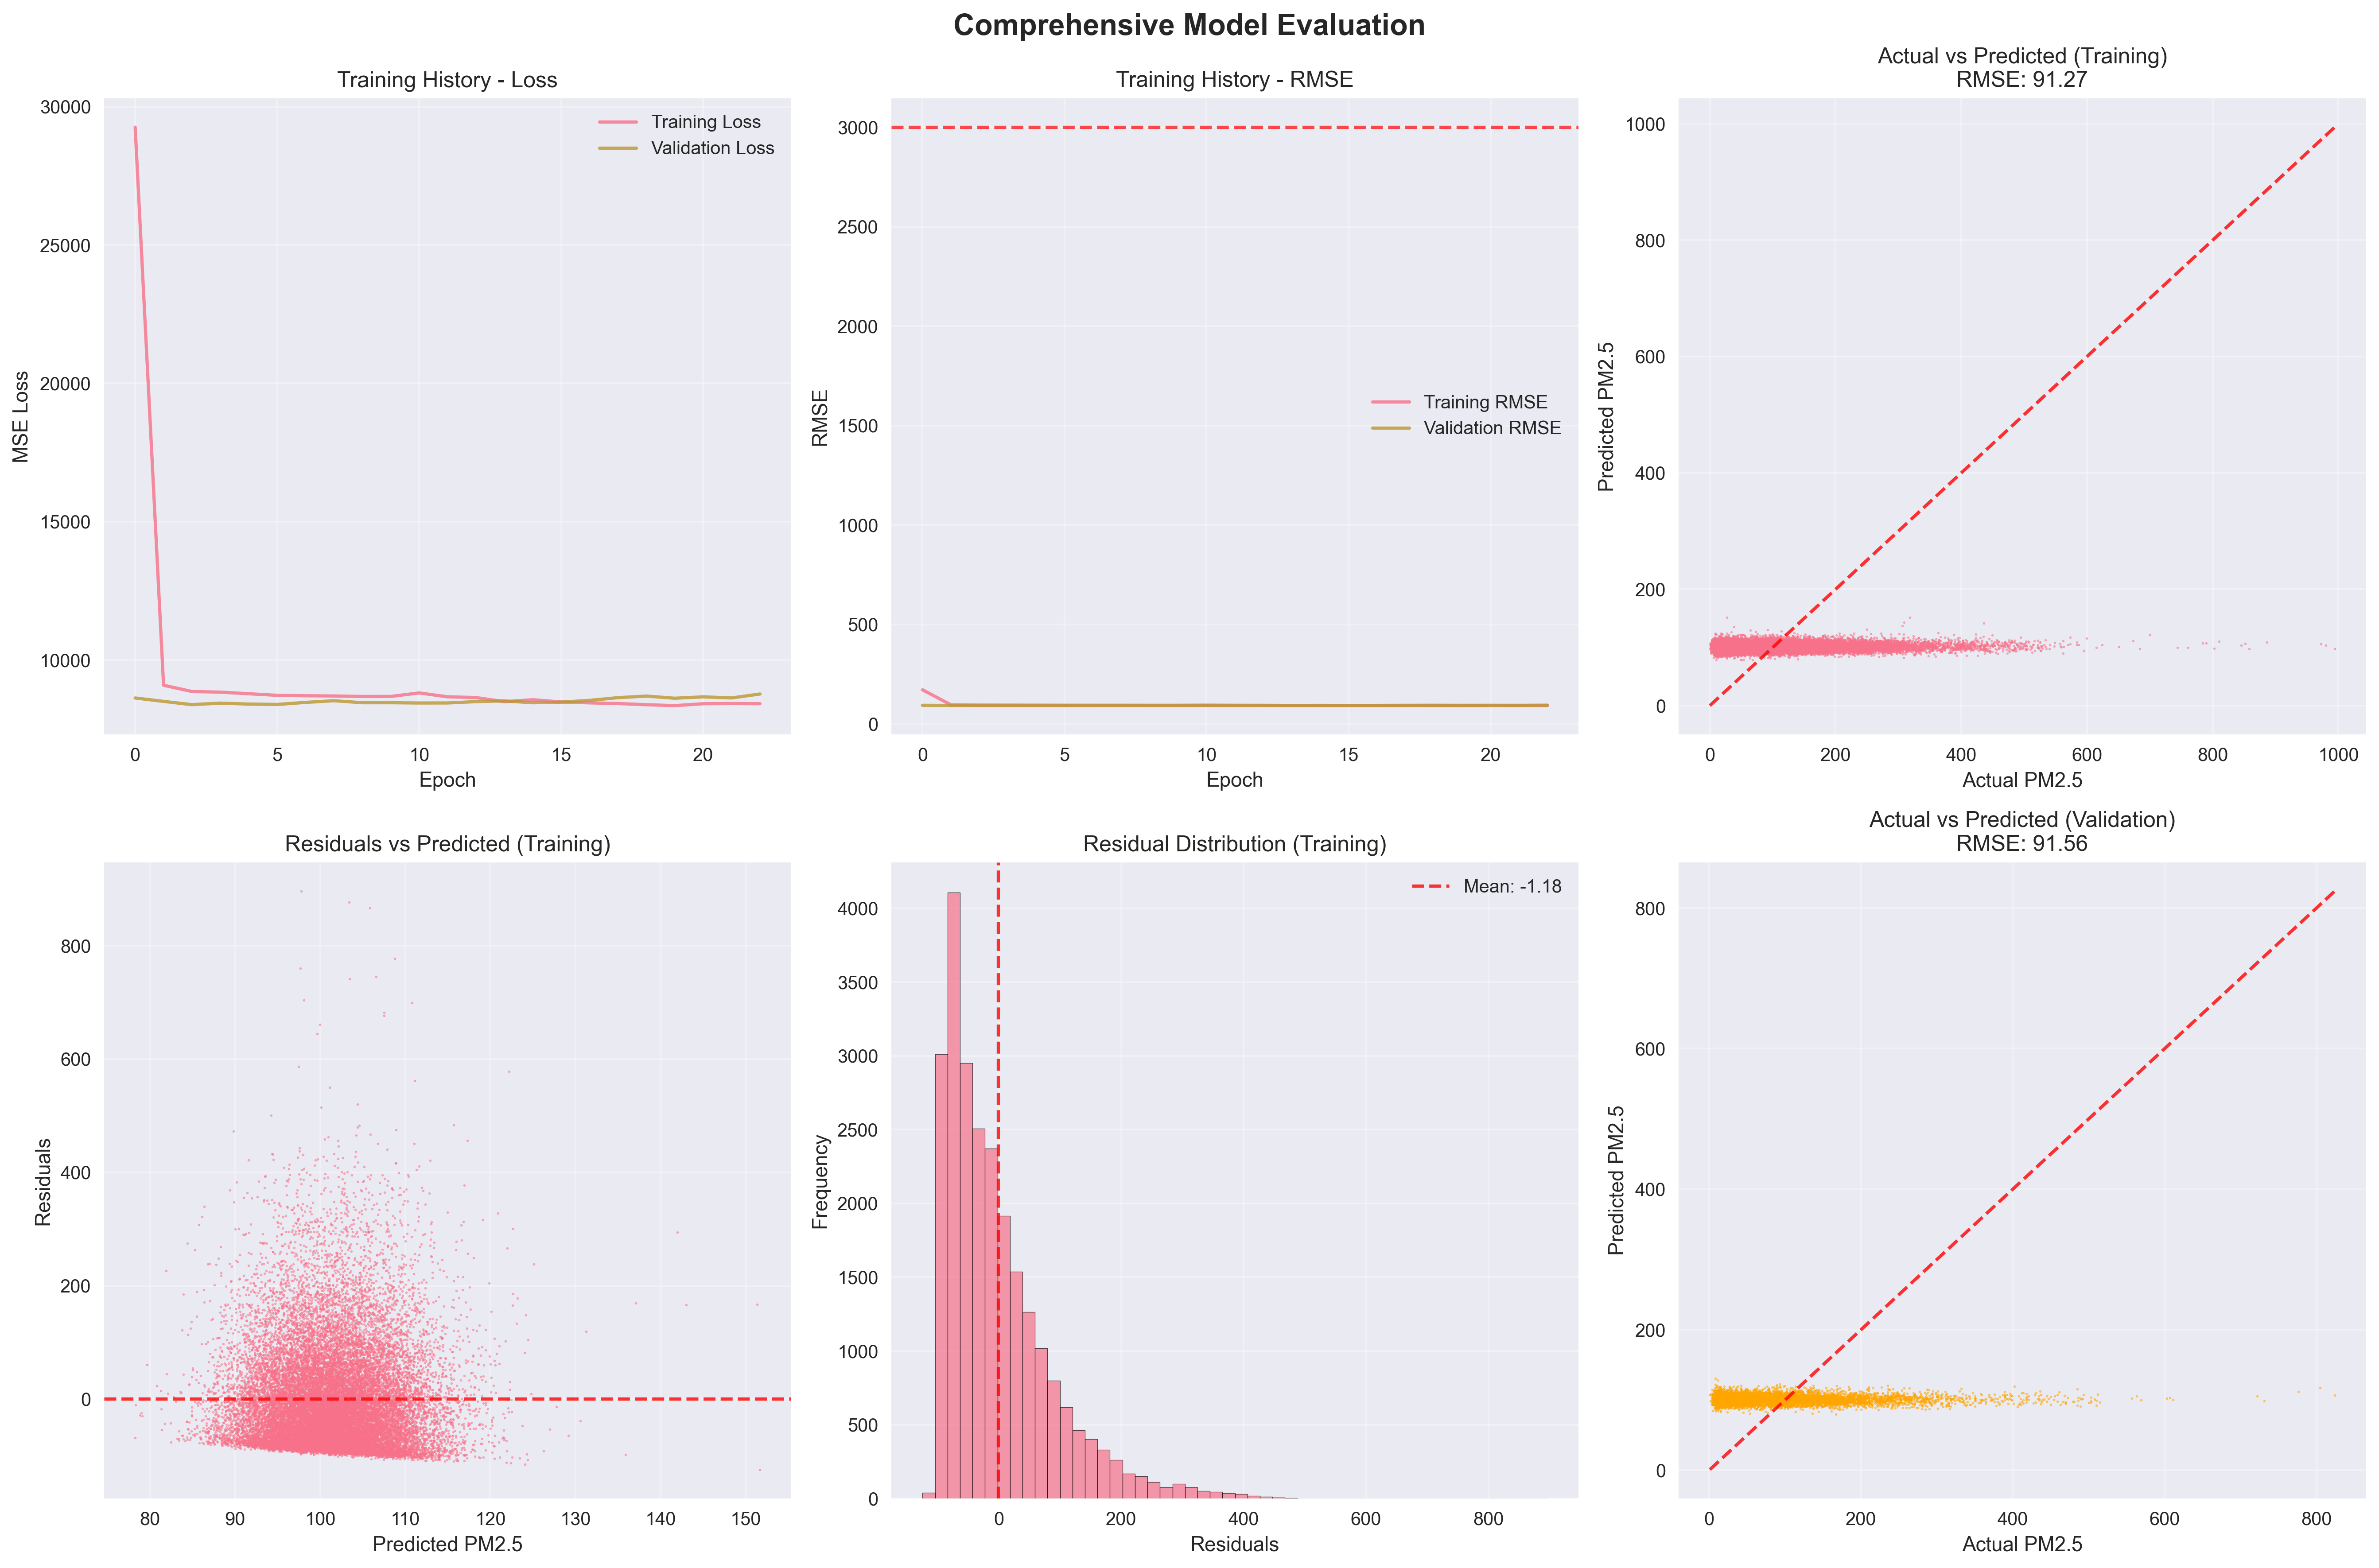 Comprehensive Model Evaluation
Training History - Loss
30000
25000
20000
15000
10000
MSE Loss
Training Loss
Validation Loss
0 5 10 15 20
Epoch
Training History - RMSE
3000
2500
2000
1500
1000
500
0
RMSE
Training RMSE
Validation RMSE
0 5 10 15 20
Epoch
Actual vs Predicted (Training)
RMSE: 91.27
1000
800
600
400
200
0
Predicted PM2.5
0 200 400 600 800 1000
Actual PM2.5
Residuals vs Predicted (Training)
800
600
400
200
0
Residuals
80 90 100 110 120 130 140 150
Predicted PM2.5
Residual Distribution (Training)
4000
3500
3000
2500
2000
1500
1000
500
0
Frequency
Mean: -1.18
0 200 400 600 800
Residuals
Actual vs Predicted (Validation)
RMSE: 91.56
800
600
400
200
0
Predicted PM2.5
0 200 400 600 800
Actual PM2.5